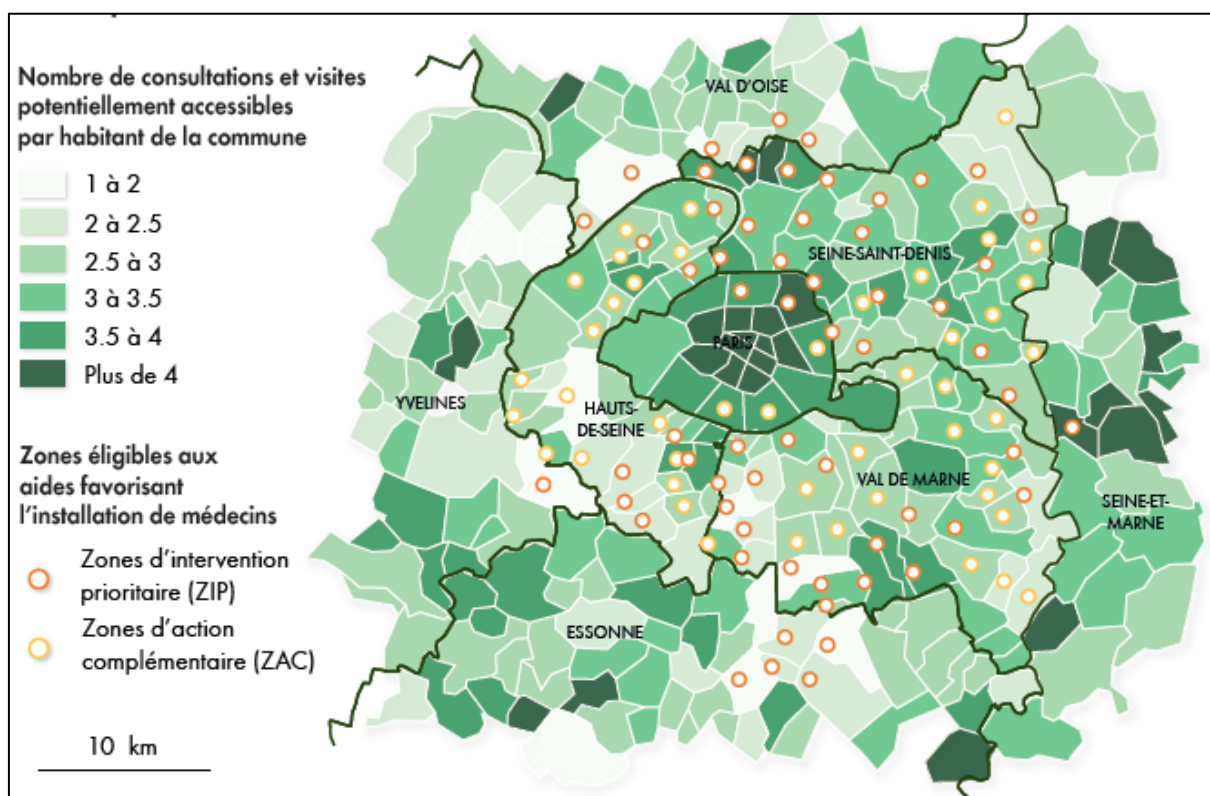 Nombre de consultations et visites
potentiellement accessibles
par habitant de la commune
1 à 2
2 à 2.5
2.5 à 3
3 à 3.5
3.5 à 4
Plus de 4
Zones éligibles aux
aides favorisant
l'installation de médecins
Zones d'intervention
prioritaire (ZIP)
Zones d'action
complémentaire (ZAC)
10 km
VAL D'OISE
SEINE-SAINT-DENIS
PARIS
YVELINES
HAUTS-
DE-SEINE
VAL DE MARNE
SEINE-ET-
MARNE
ESSONNE